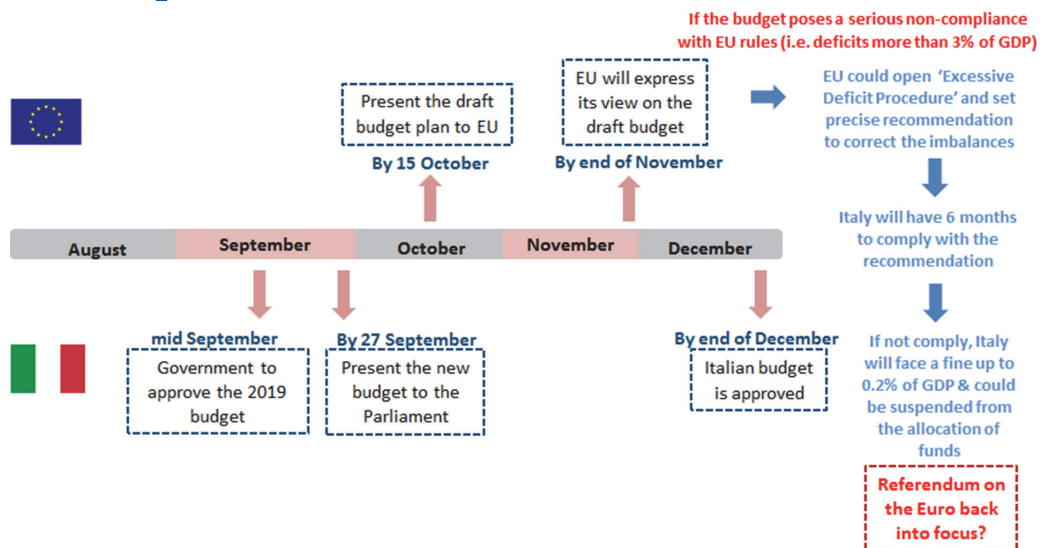 If the budget poses a serious non-compliance
with EU rules (i.e. deficits more than 3% of GDP)
Present the draft
budget plan to EU
By 15 October
EU will express
its view on the
draft budget
By end of November
EU could open ‘Excessive
Deficit Procedure’ and set
precise recommendation
to correct the imbalances
August
September
October
November
December
Italy will have 6 months
to comply with the
recommendation
mid September
Government to
approve the 2019
budget
By 27 September
Present the new
budget to the
Parliament
By end of December
Italian budget
is approved
If not comply, Italy
will face a fine up to
0.2% of GDP & could
be suspended from
the allocation of
funds
Referendum on
the Euro back
into focus?